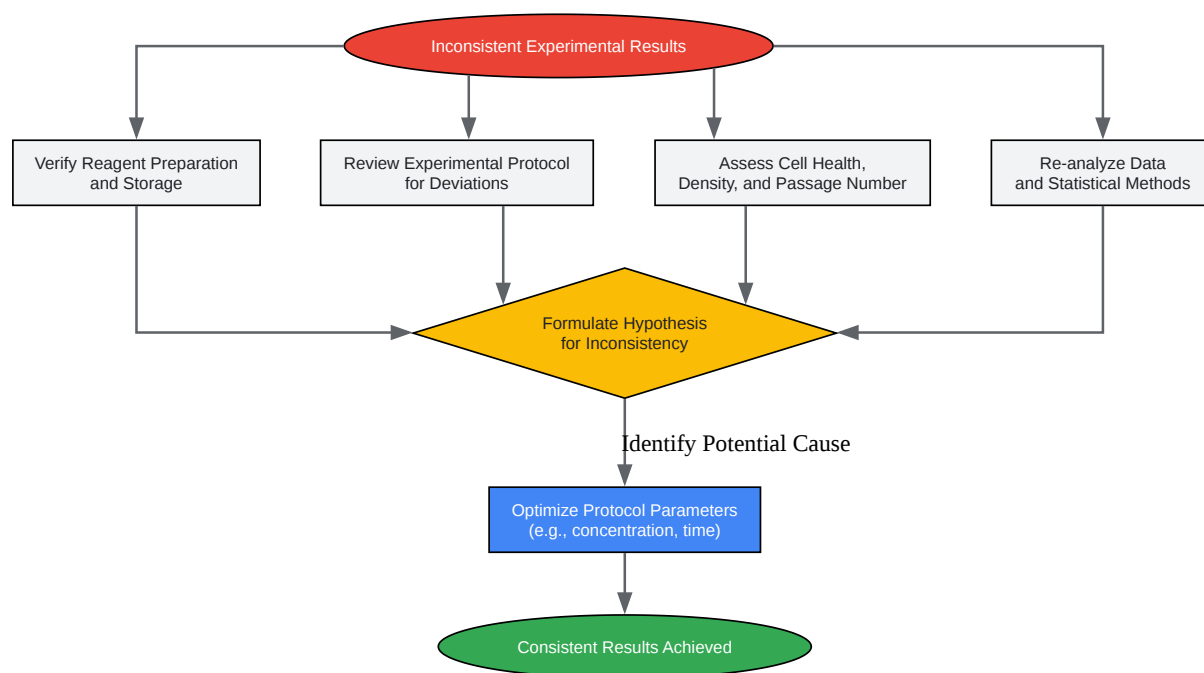 Inconsistent Experimental Results
Verify Reagent Preparation
and Storage
Review Experimental Protocol
for Deviations
Assess Cell Health,
Density, and Passage Number
Re-analyze Data
and Statistical Methods
Formulate Hypothesis
for Inconsistency
Identify Potential Cause
Optimize Protocol Parameters
(e.g., concentration, time)
Consistent Results Achieved